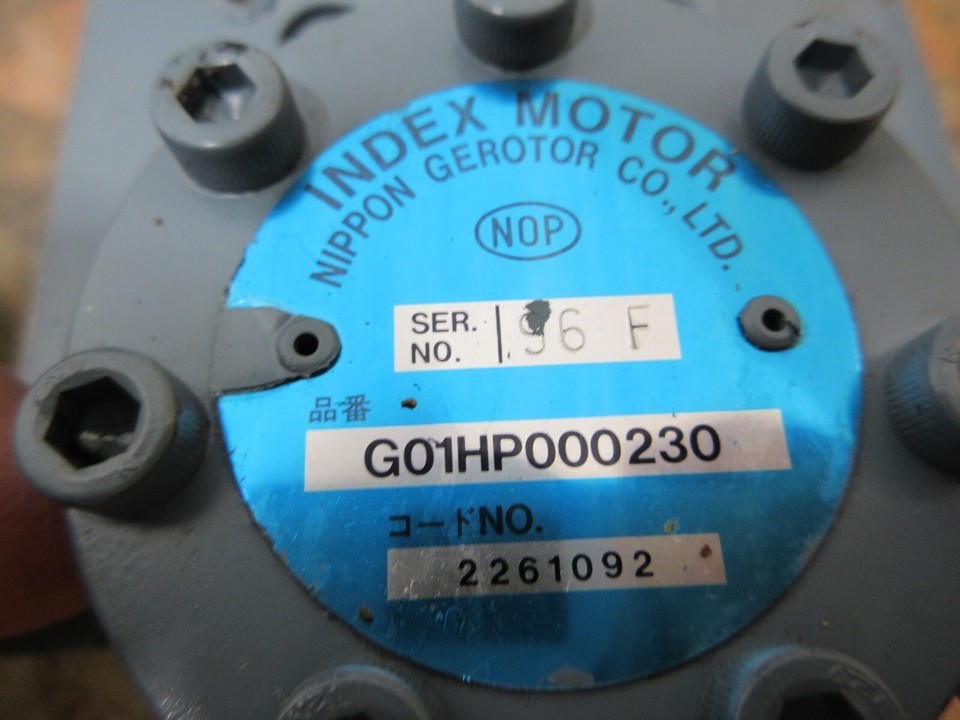 INDEX MOTOR
NIPPON GEROTOR CO., LTD.
NOP
SER. NO. 96 F
品番
G01HP000230
コードNO.
2261092